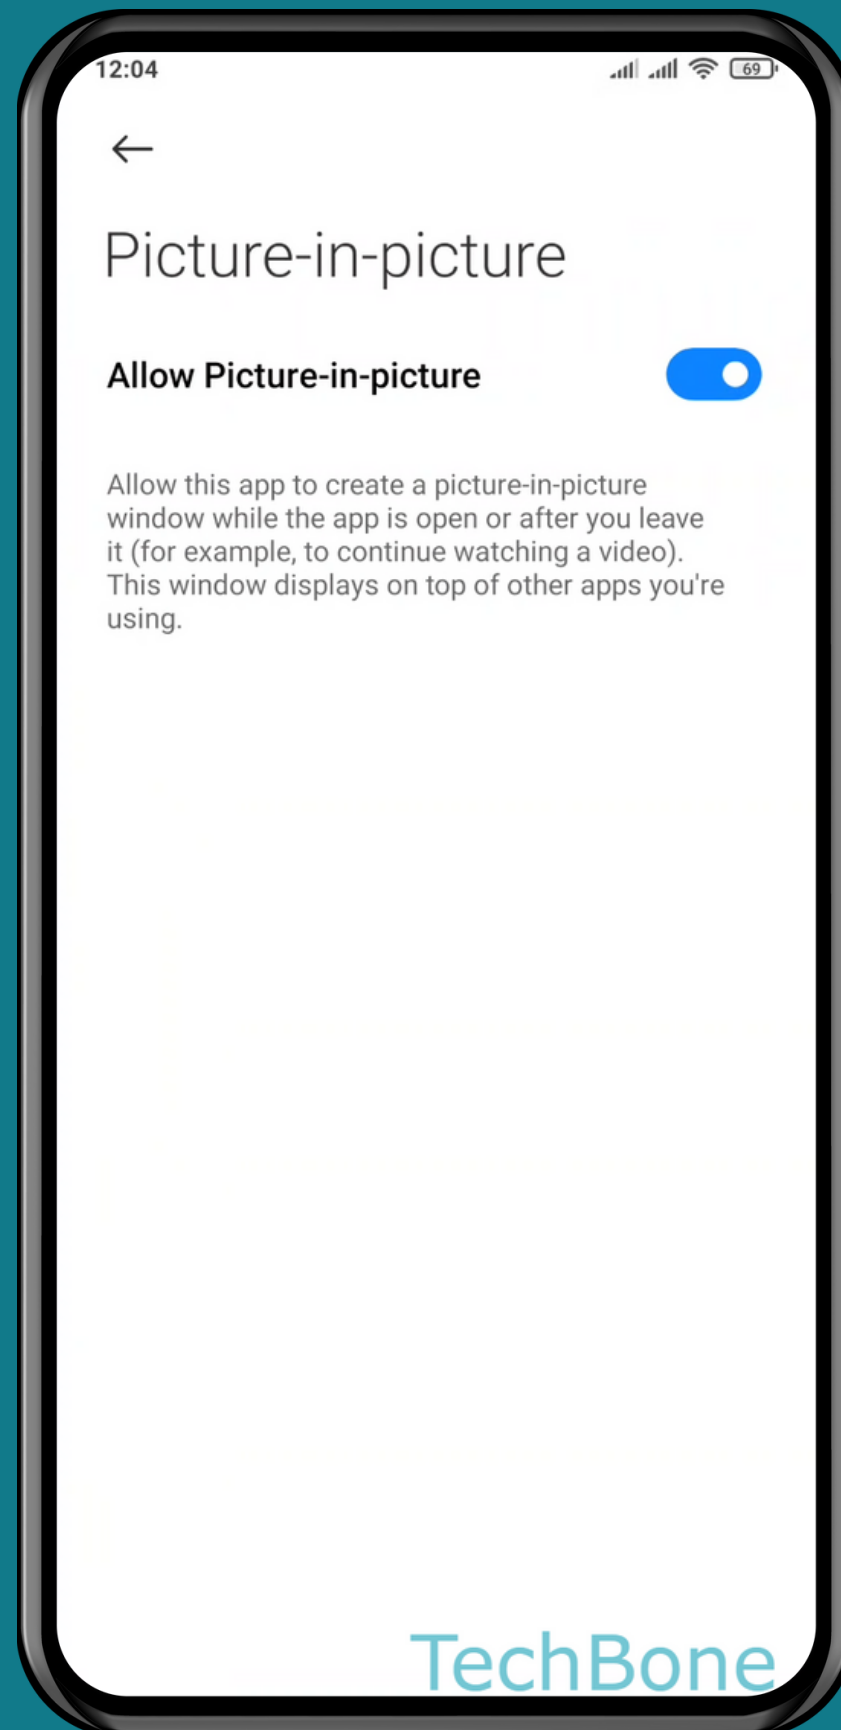 12:04
69
Picture-in-picture
Allow Picture-in-picture
Allow this app to create a picture-in-picture
window while the app is open or after you leave
it (for example, to continue watching a video).
This window displays on top of other apps you're
using.
TechBone